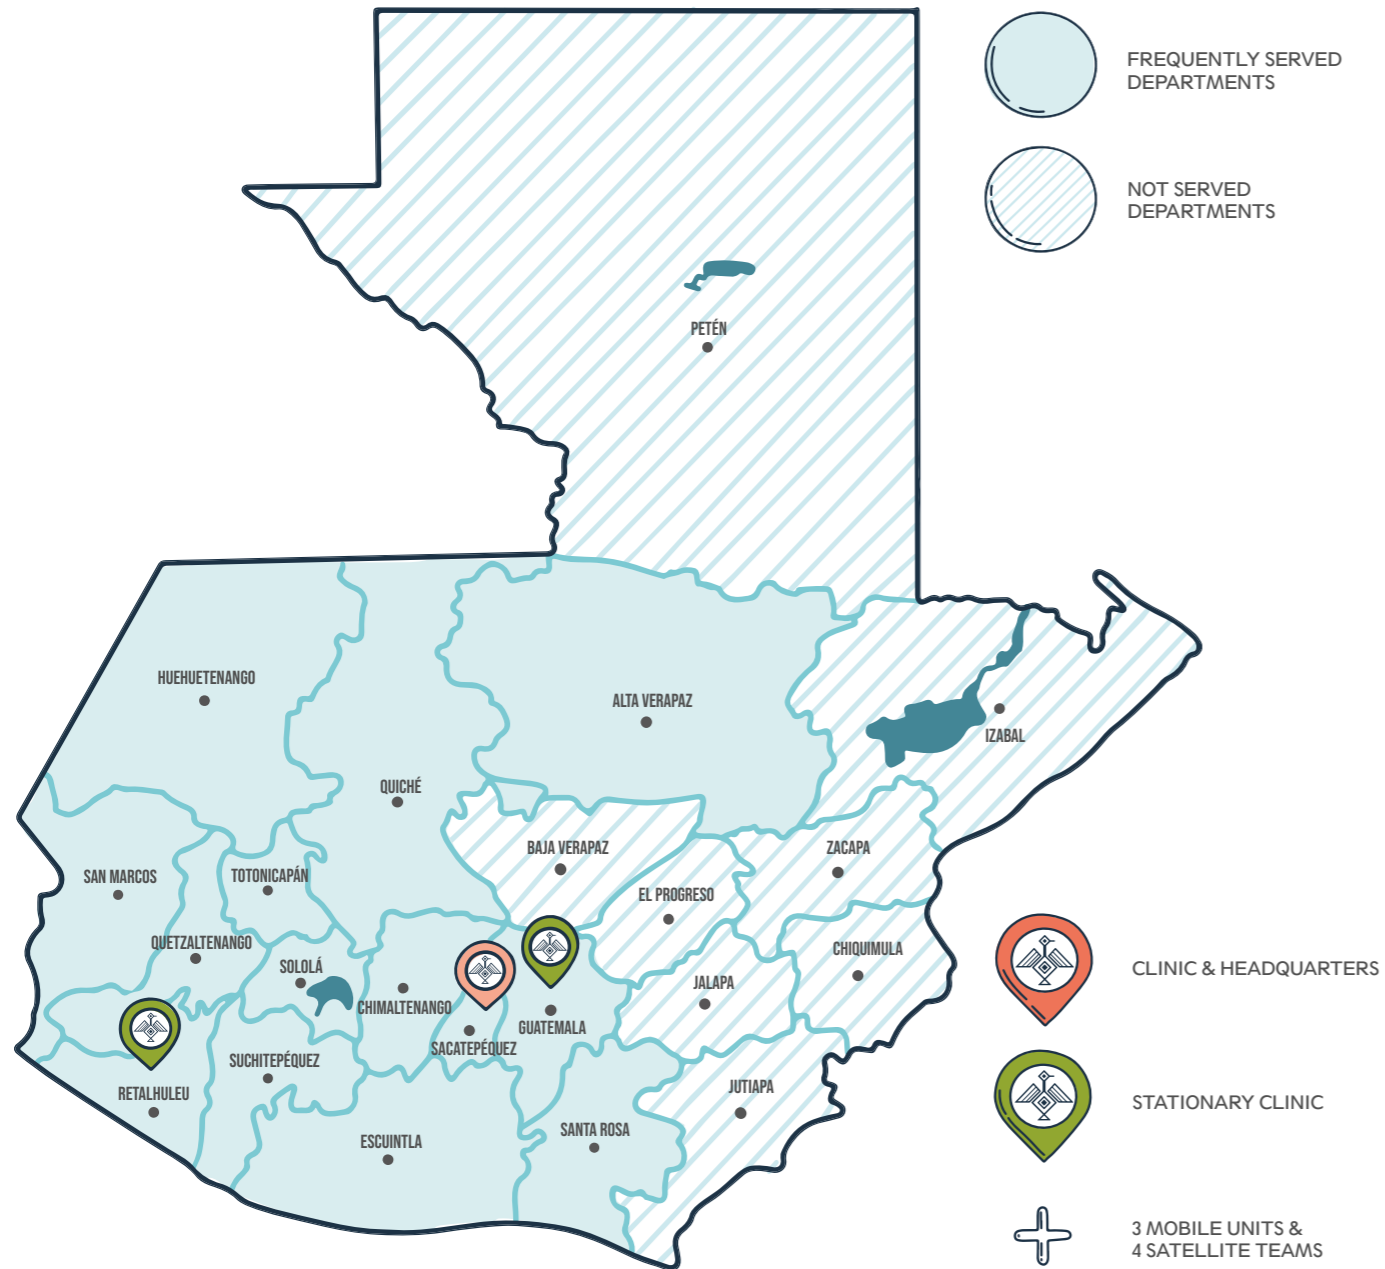 FREQUENTLY SERVED
DEPARTMENTS
NOT SERVED
DEPARTMENTS
PETÉN
HUEHUETENANGO
ALTA VERAPAZ
IZABAL
QUICHÉ
BAJA VERAPAZ
ZACAPA
SAN MARCOS
TOTONICAPÁN
EL PROGRESO
QUETZALTENANGO
CHIQUIMULA
SOLOLÁ
JALAPA
CHIMALTENANGO
GUATEMALA
SACATEPÉQUEZ
SUCHITEPÉQUEZ
RETALHULEU
JUTIAPA
ESCUINTLA
SANTA ROSA
CLINIC & HEADQUARTERS
STATIONARY CLINIC
3 MOBILE UNITS &
4 SATELLITE TEAMS